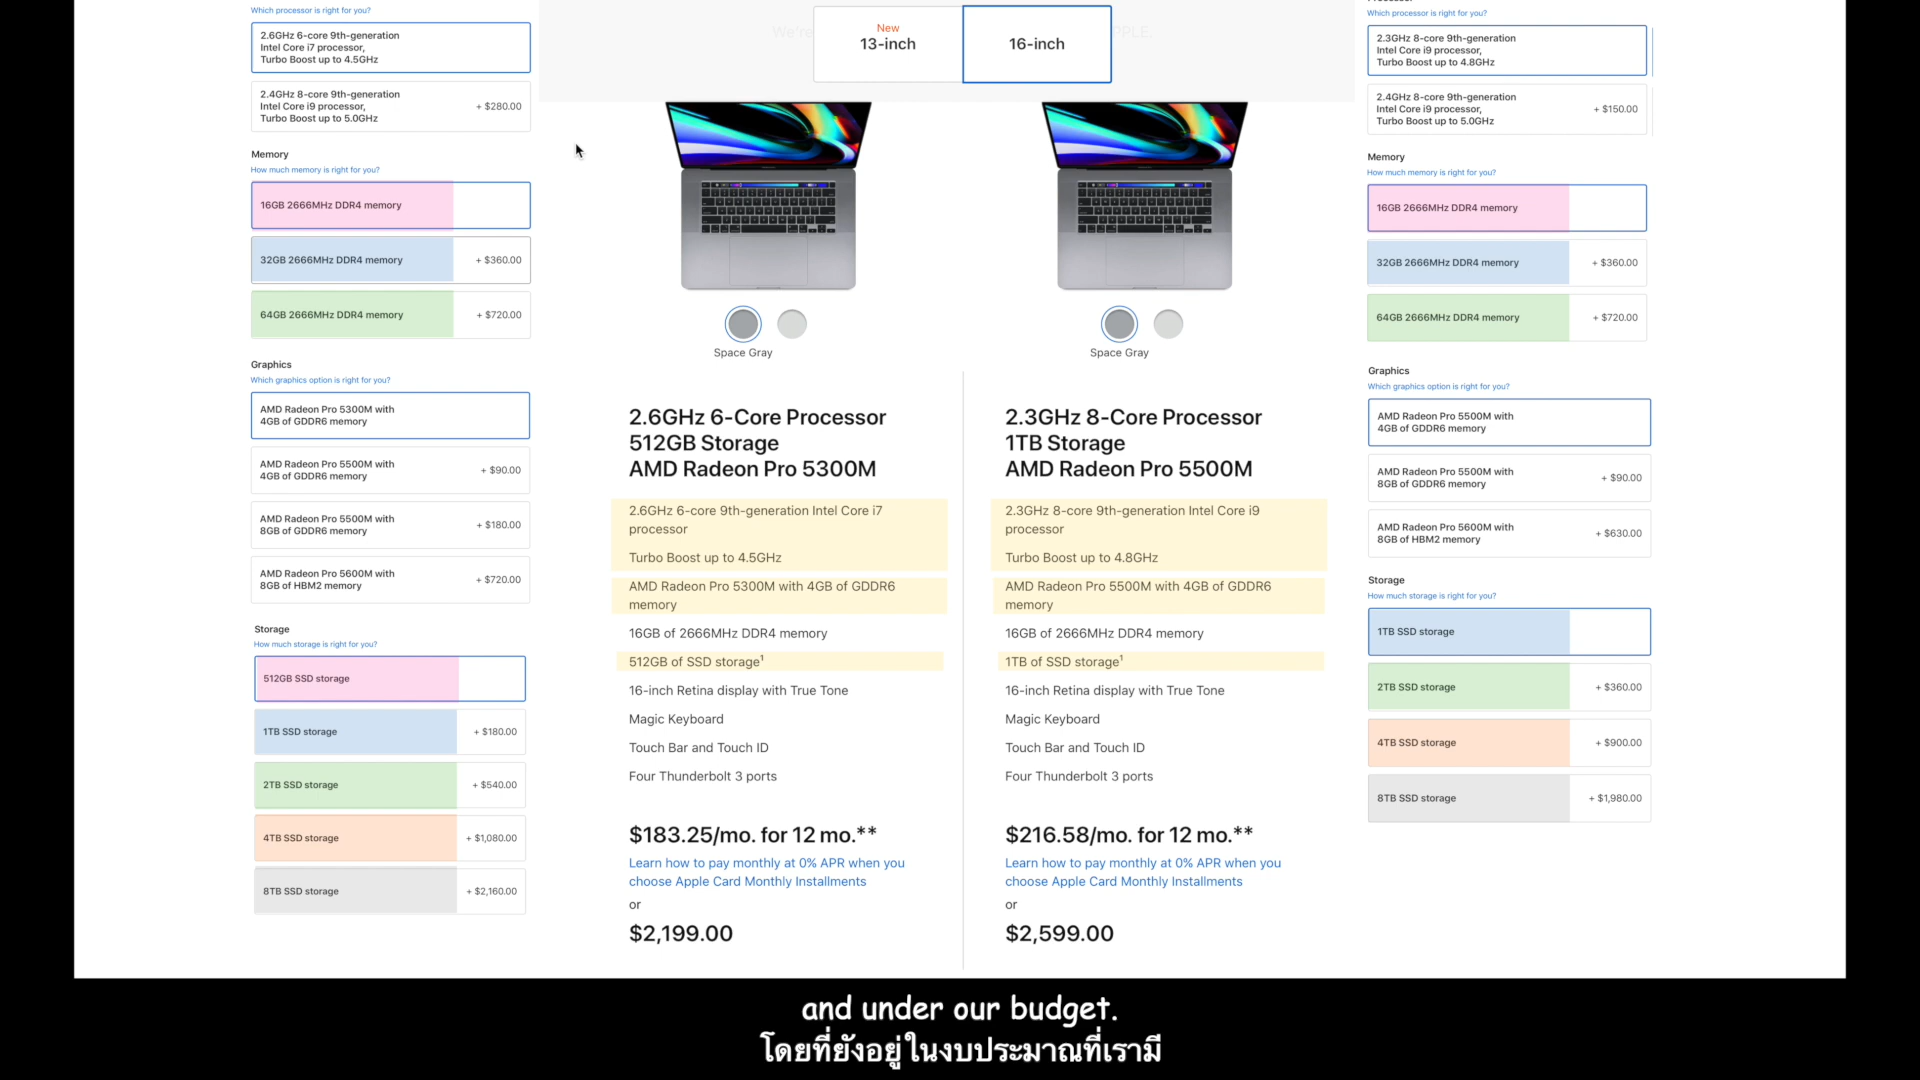 Which processor is right for you?
2.6GHz 6-core 9th-generation
Intel Core i7 processor,
Turbo Boost up to 4.5GHz
2.4GHz 8-core 9th-generation
Intel Core i9 processor,
Turbo Boost up to 5.0GHz
+ $280.00
Memory
How much memory is right for you?
16GB 2666MHz DDR4 memory
32GB 2666MHz DDR4 memory
+ $360.00
64GB 2666MHz DDR4 memory
+ $720.00
Graphics
Which graphics option is right for you?
AMD Radeon Pro 5300M with
4GB of GDDR6 memory
AMD Radeon Pro 5500M with
4GB of GDDR6 memory
+ $90.00
AMD Radeon Pro 5500M with
8GB of GDDR6 memory
+ $180.00
AMD Radeon Pro 5600M with
8GB of HBM2 memory
+ $720.00
Storage
How much storage is right for you?
512GB SSD storage
1TB SSD storage
+ $180.00
2TB SSD storage
+ $540.00
4TB SSD storage
+ $1,080.00
8TB SSD storage
+ $2,160.00
New
13-inch
16-inch
Space Gray
2.6GHz 6-Core Processor
512GB Storage
AMD Radeon Pro 5300M
2.6GHz 6-core 9th-generation Intel Core i7
processor
Turbo Boost up to 4.5GHz
AMD Radeon Pro 5300M with 4GB of GDDR6
memory
16GB of 2666MHz DDR4 memory
512GB of SSD storage¹
16-inch Retina display with True Tone
Magic Keyboard
Touch Bar and Touch ID
Four Thunderbolt 3 ports
$183.25/mo. for 12 mo.**
Learn how to pay monthly at 0% APR when you
choose Apple Card Monthly Installments
or
$2,199.00
Space Gray
2.3GHz 8-Core Processor
1TB Storage
AMD Radeon Pro 5500M
2.3GHz 8-core 9th-generation Intel Core i9
processor
Turbo Boost up to 4.8GHz
AMD Radeon Pro 5500M with 4GB of GDDR6
memory
16GB of 2666MHz DDR4 memory
1TB of SSD storage¹
16-inch Retina display with True Tone
Magic Keyboard
Touch Bar and Touch ID
Four Thunderbolt 3 ports
$216.58/mo. for 12 mo.**
Learn how to pay monthly at 0% APR when you
choose Apple Card Monthly Installments
or
$2,599.00
Which processor is right for you?
2.3GHz 8-core 9th-generation
Intel Core i9 processor,
Turbo Boost up to 4.8GHz
2.4GHz 8-core 9th-generation
Intel Core i9 processor,
Turbo Boost up to 5.0GHz
+ $150.00
Memory
How much memory is right for you?
16GB 2666MHz DDR4 memory
32GB 2666MHz DDR4 memory
+ $360.00
64GB 2666MHz DDR4 memory
+ $720.00
Graphics
Which graphics option is right for you?
AMD Radeon Pro 5500M with
4GB of GDDR6 memory
AMD Radeon Pro 5500M with
8GB of GDDR6 memory
+ $90.00
AMD Radeon Pro 5600M with
8GB of HBM2 memory
+ $630.00
Storage
How much storage is right for you?
1TB SSD storage
2TB SSD storage
+ $360.00
4TB SSD storage
+ $900.00
8TB SSD storage
+ $1,980.00
and under our budget.
โดยที่ยังอยู่ในงบประมาณที่เรามี